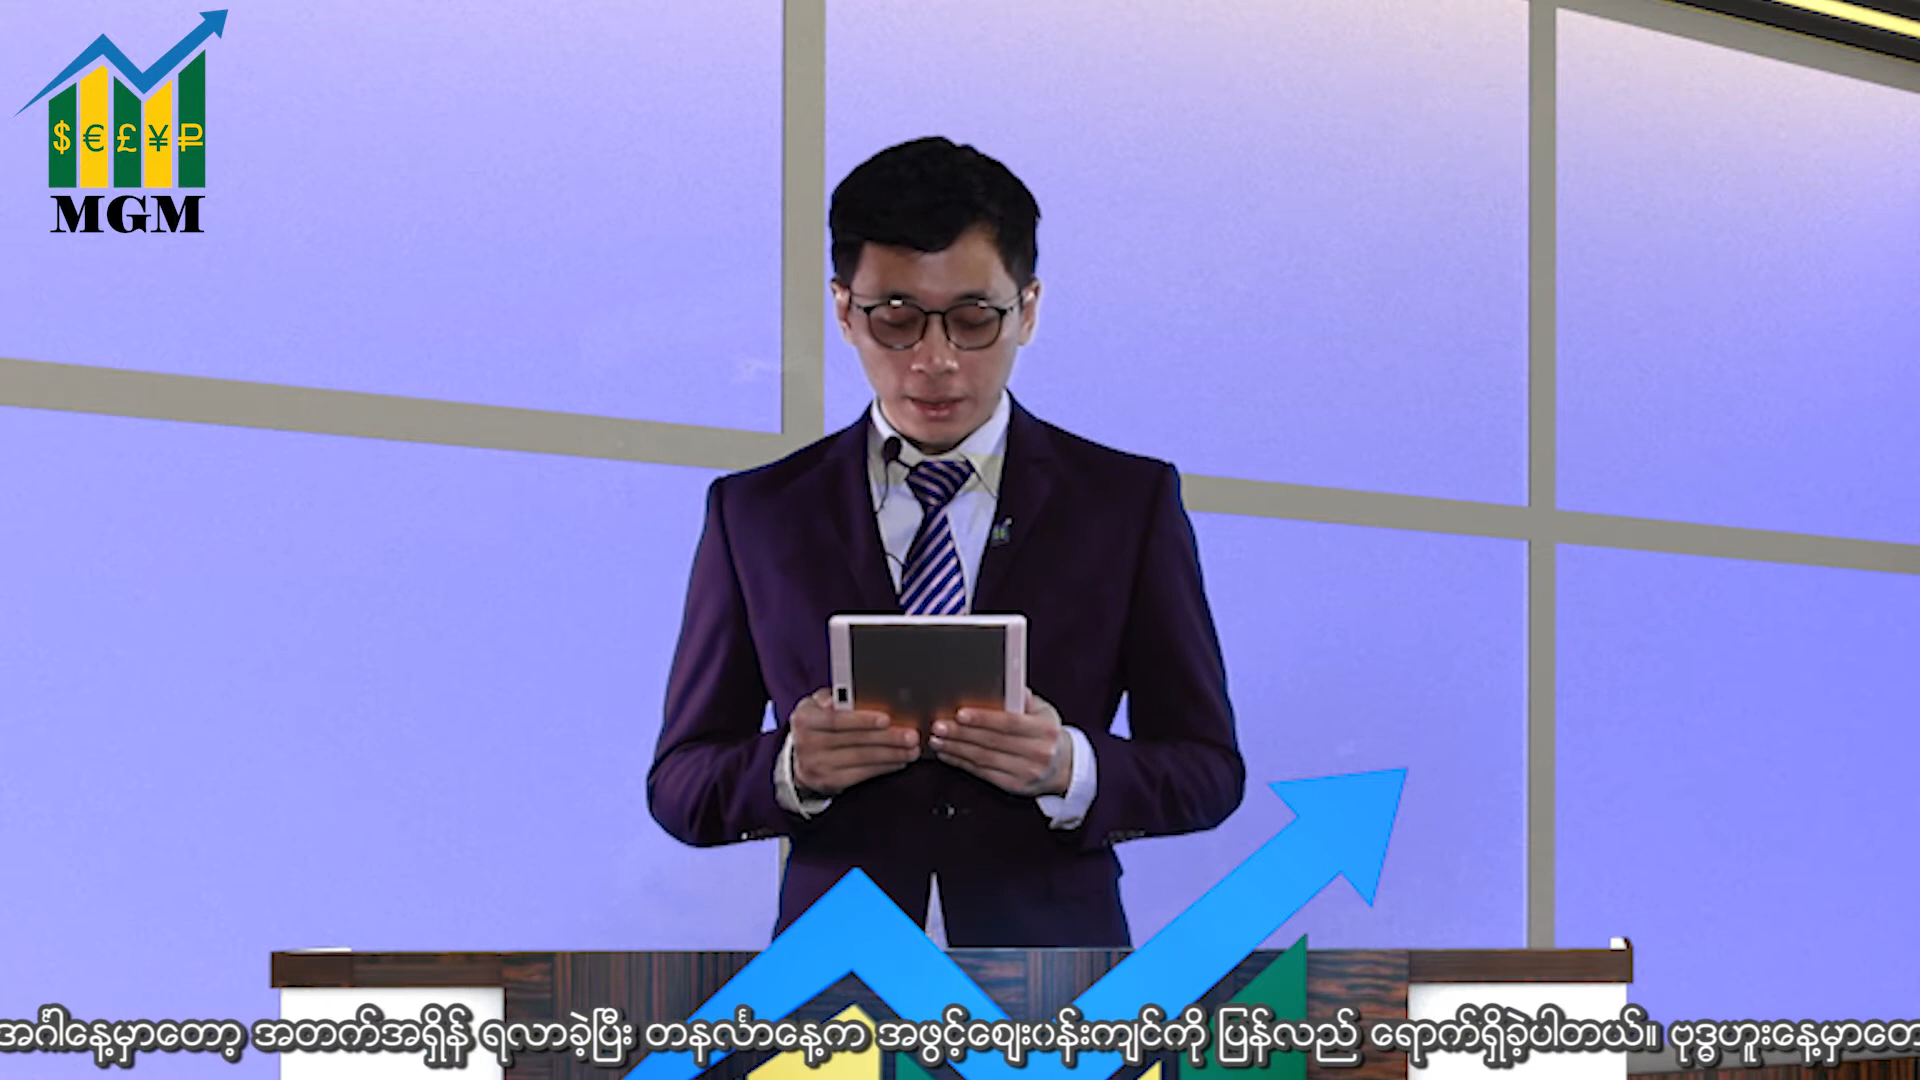 $ € £ ¥ ₽
MGM
အင်္ဂါနေ့မှာတော့ အတက်အရှိန် ရလာခဲ့ပြီး တနင်္လာနေ့က အဖွင့်ဈေးပန်းကျင်ကို ပြန်လည် ရောက်ရှိခဲ့ပါတယ်။ ဗုဒ္ဓဟူးနေ့မှာတော